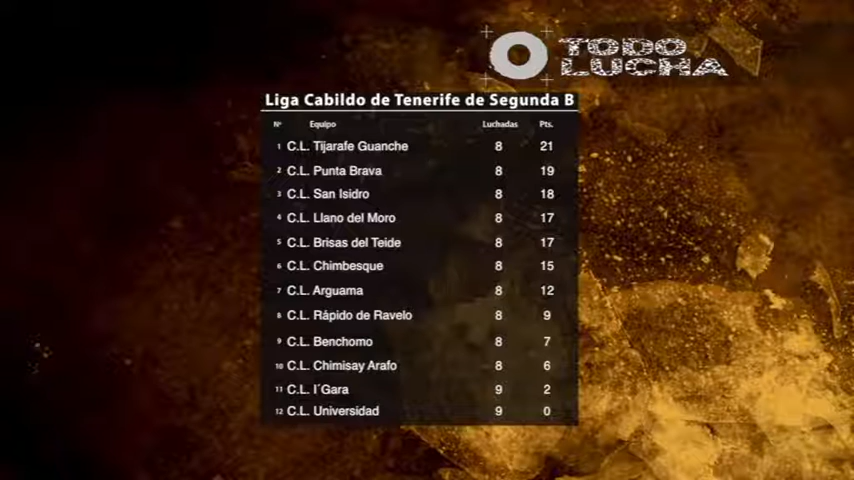 TODO
LUCHA
Liga Cabildo de Tenerife de Segunda B
Nº Equipo Luchadas Pts.
1 C.L. Tijarafe Guanche 8 21
2 C.L. Punta Brava 8 19
3 C.L. San Isidro 8 18
4 C.L. Llano del Moro 8 17
5 C.L. Brisas del Teide 8 17
6 C.L. Chimbesque 8 15
7 C.L. Arguama 8 12
8 C.L. Rápido de Ravelo 8 9
9 C.L. Benchomo 8 7
10 C.L. Chimisay Arafo 8 6
11 C.L. I´Gara 9 2
12 C.L. Universidad 9 0